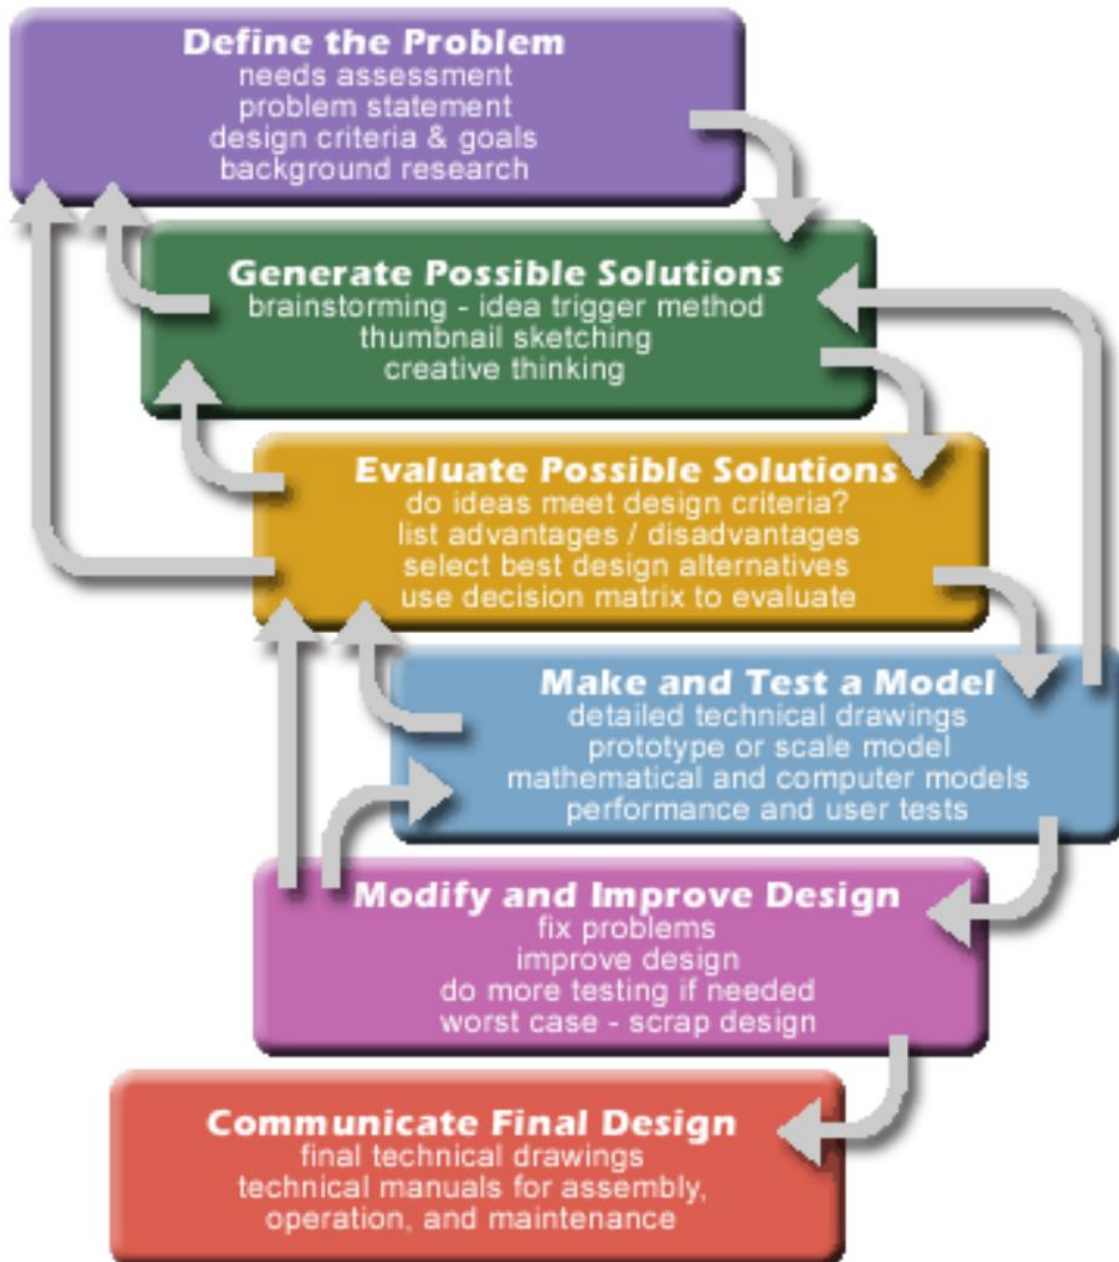 Define the Problem
needs assessment
problem statement
design criteria & goals
background research
Generate Possible Solutions
brainstorming - idea trigger method
thumbnail sketching
creative thinking
Evaluate Possible Solutions
do ideas meet design criteria?
list advantages / disadvantages
select best design alternatives
use decision matrix to evaluate
Make and Test a Model
detailed technical drawings
prototype or scale model
mathematical and computer models
performance and user tests
Modify and Improve Design
fix problems
improve design
do more testing if needed
worst case - scrap design
Communicate Final Design
final technical drawings
technical manuals for assembly,
operation, and maintenance